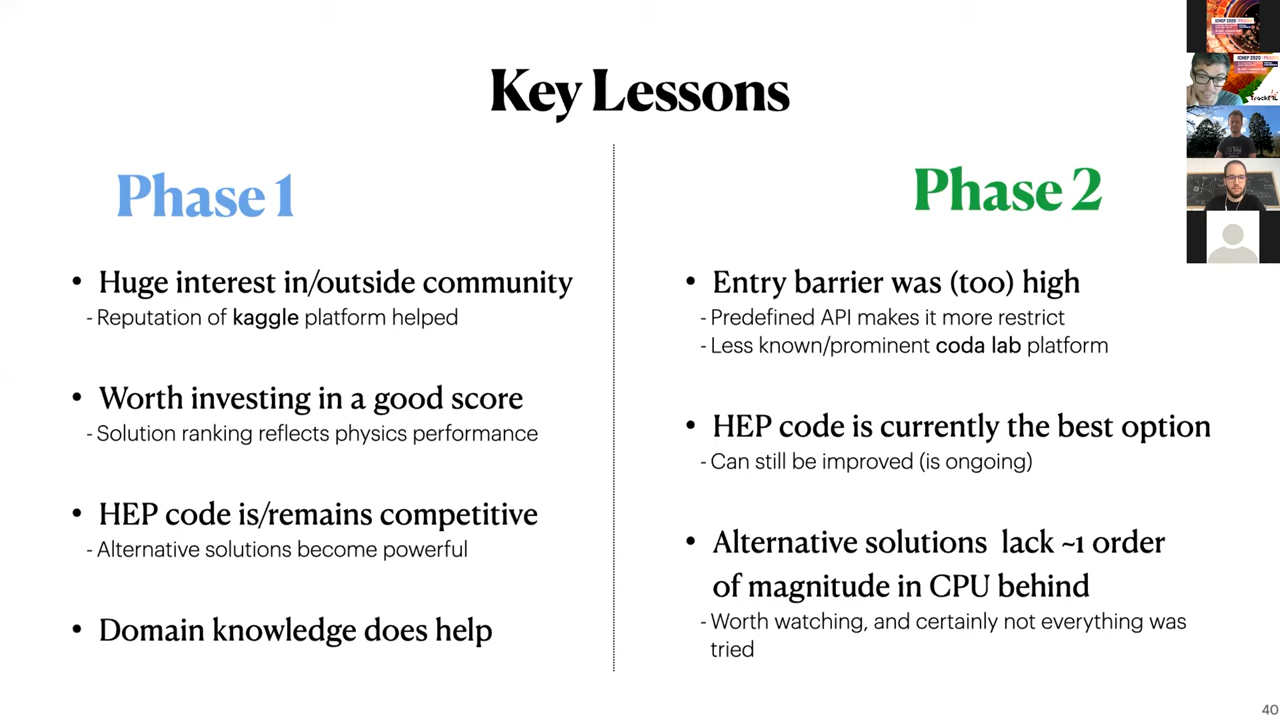 Key Lessons
Phase 1
• Huge interest in/outside community
- Reputation of kaggle platform helped
• Worth investing in a good score
- Solution ranking reflects physics performance
• HEP code is/remains competitive
- Alternative solutions become powerful
• Domain knowledge does help
Phase 2
• Entry barrier was (too) high
- Predefined API makes it more restrict
- Less known/prominent coda lab platform
• HEP code is currently the best option
- Can still be improved (is ongoing)
• Alternative solutions lack ~1 order
of magnitude in CPU behind
- Worth watching, and certainly not everything was
tried
ICHEP 2020
ICHEP 2020
40